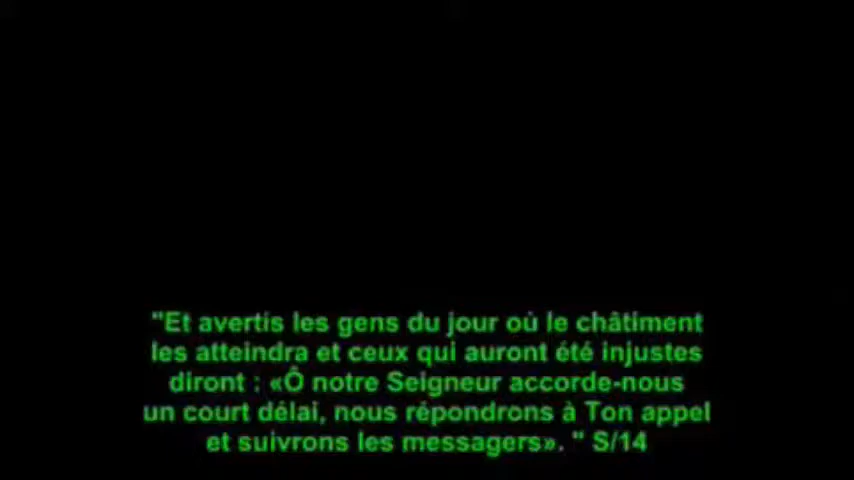 "Et avertis les gens du jour où le châtiment
les atteindra et ceux qui auront été injustes
diront : «Ô notre Seigneur accorde-nous
un court délai, nous répondrons à Ton appel
et suivrons les messagers». " S/14